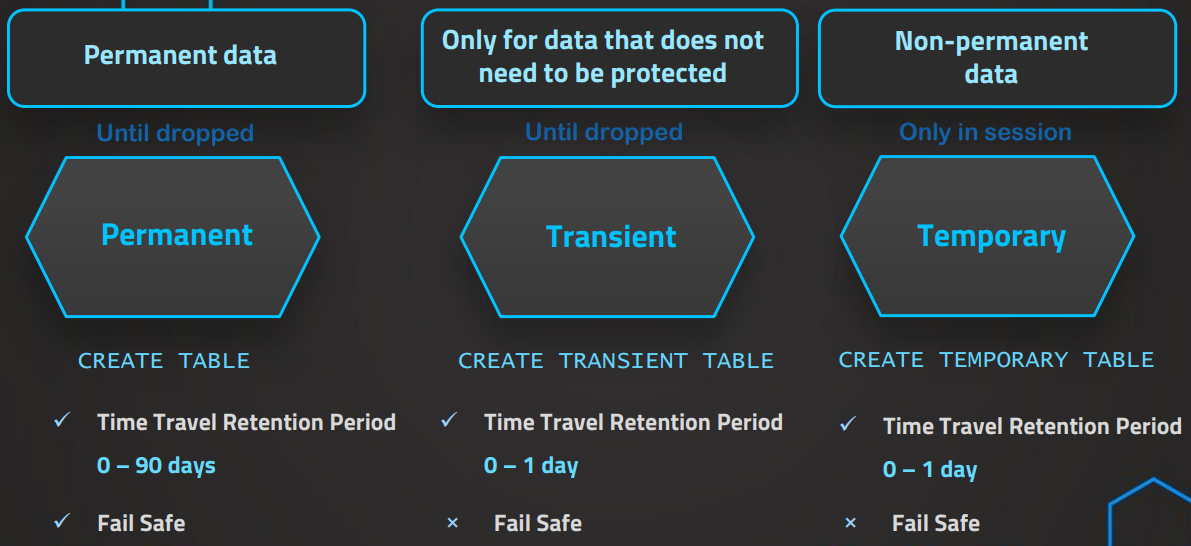 Permanent data
Until dropped
Permanent
CREATE TABLE
✓ Time Travel Retention Period
0 – 90 days
✓ Fail Safe
Only for data that does not
need to be protected
Until dropped
Transient
CREATE TRANSIENT TABLE
✓ Time Travel Retention Period
0 – 1 day
× Fail Safe
Non-permanent
data
Only in session
Temporary
CREATE TEMPORARY TABLE
✓ Time Travel Retention Period
0 – 1 day
× Fail Safe